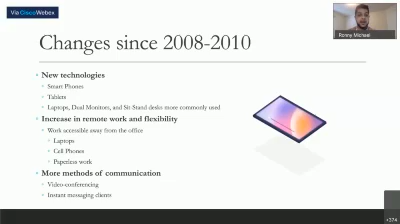 Via Cisco Webex
Ronny Micheal
Changes since 2008-2010
New technologies
Smart Phones
Tablets
Laptops, Dual Monitors, and Sit-Stand desks more commonly used
Increase in remote work and flexibility
Work accessible away from the office
Laptops
Cell Phones
Paperless work
More methods of communication
Video-conferencing
Instant messaging clients
+374